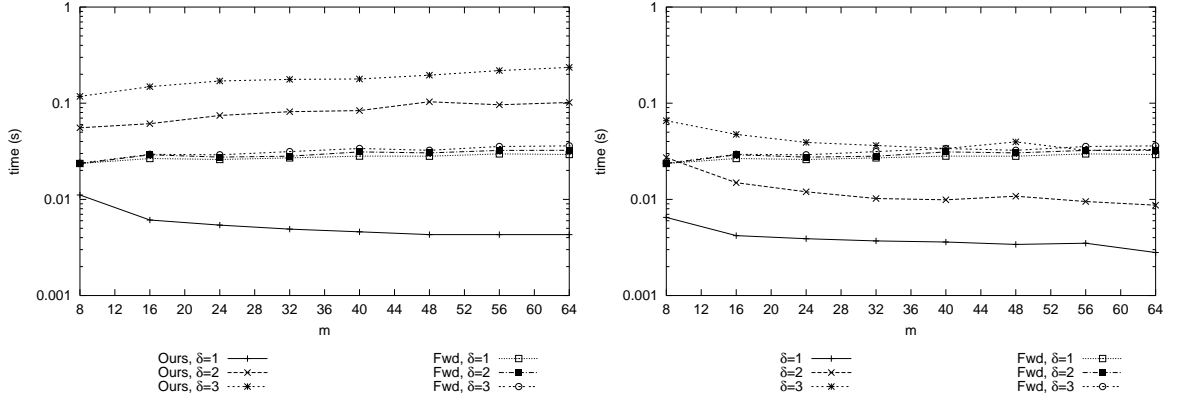 1
0.1
0.01
0.001
time (s)
8 12 16 20 24 28 32 36 40 44 48 52 56 60 64
m
Ours, δ=1
Ours, δ=2
Ours, δ=3
Fwd, δ=1
Fwd, δ=2
Fwd, δ=3
1
0.1
0.01
0.001
time (s)
8 12 16 20 24 28 32 36 40 44 48 52 56 60 64
m
δ=1
δ=2
δ=3
Fwd, δ=1
Fwd, δ=2
Fwd, δ=3